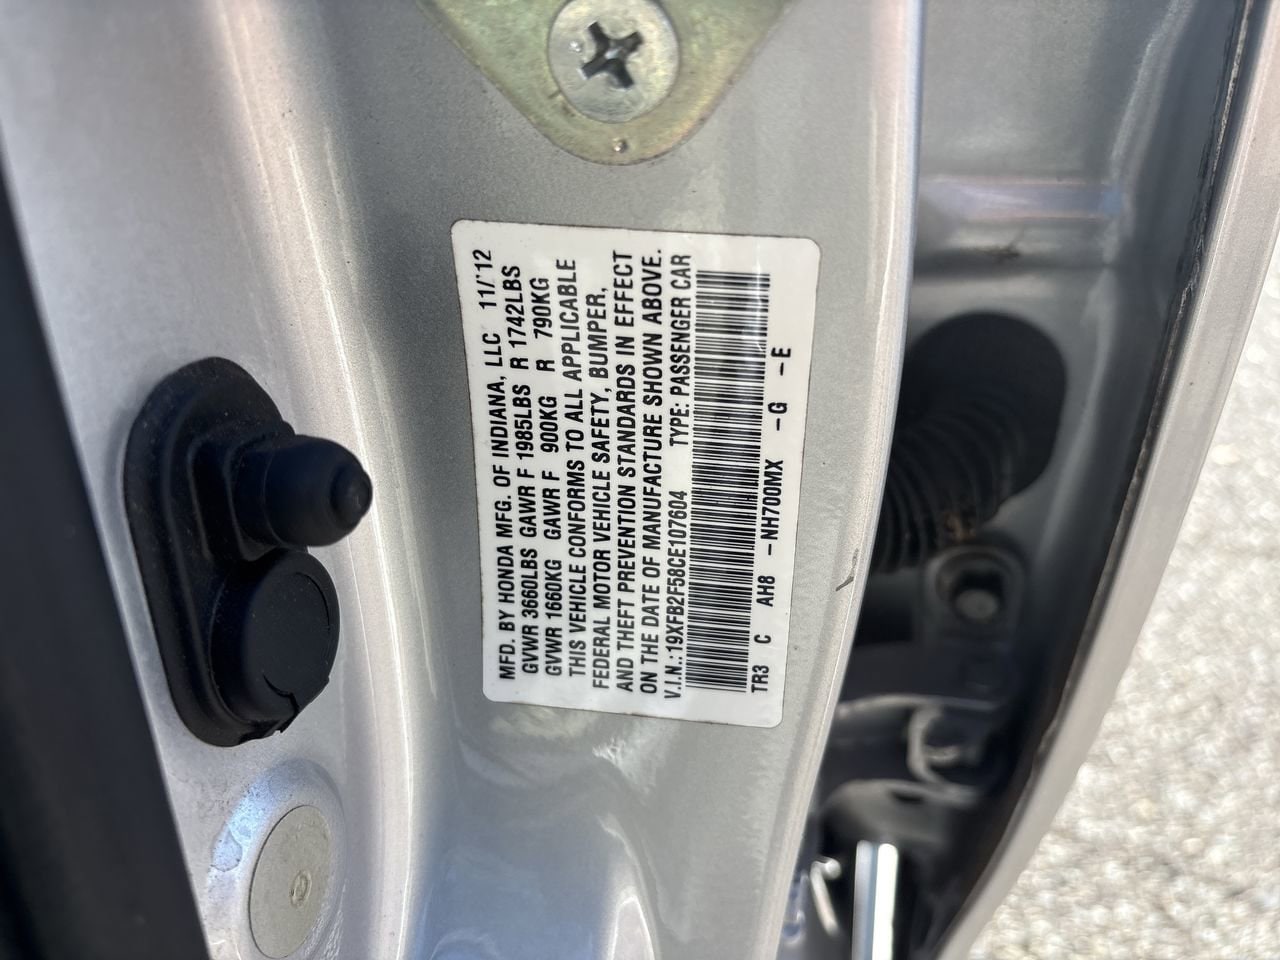 MFD. BY HONDA MFG. OF INDIANA, LLC 11/'12
GVWR 3660LBS GAWR F 1985LBS R 1742LBS
GVWR 1660KG GAWR F 900KG R 790KG
THIS VEHICLE CONFORMS TO ALL APPLICABLE
FEDERAL MOTOR VEHICLE SAFETY, BUMPER,
AND THEFT PREVENTION STANDARDS IN EFFECT
ON THE DATE OF MANUFACTURE SHOWN ABOVE.
V.I.N.:19XFB2F58CE107604 TYPE: PASSENGER CAR
TR3 C AH8 -NH700MX -G -E